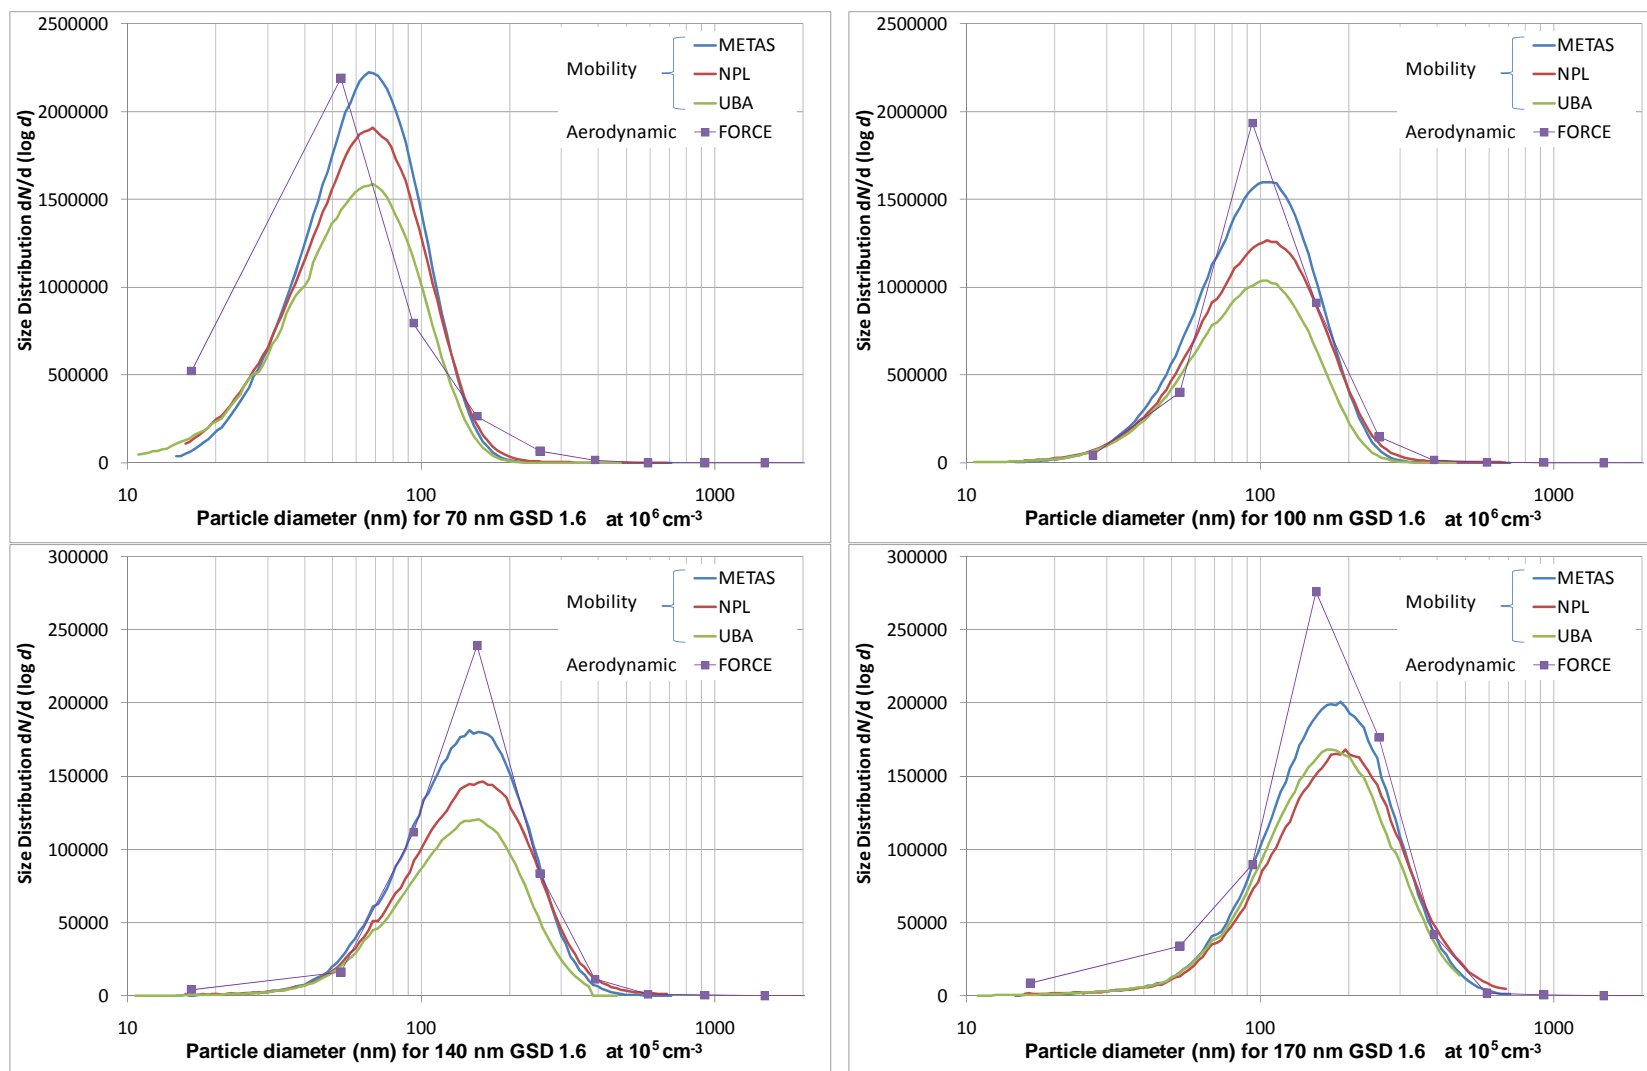 2500000
2000000
1500000
1000000
500000
0
10
100
1000
Size Distribution dN/d (log d)
Particle diameter (nm) for 70 nm GSD 1.6 at 10⁶ cm⁻³
Mobility
METAS
NPL
UBA
Aerodynamic
FORCE
2500000
2000000
1500000
1000000
500000
0
10
100
1000
Size Distribution dN/d (log d)
Particle diameter (nm) for 100 nm GSD 1.6 at 10⁶ cm⁻³
Mobility
METAS
NPL
UBA
Aerodynamic
FORCE
300000
250000
200000
150000
100000
50000
0
10
100
1000
Size Distribution dN/d (log d)
Particle diameter (nm) for 140 nm GSD 1.6 at 10⁵ cm⁻³
Mobility
METAS
NPL
UBA
Aerodynamic
FORCE
300000
250000
200000
150000
100000
50000
0
10
100
1000
Size Distribution dN/d (log d)
Particle diameter (nm) for 170 nm GSD 1.6 at 10⁵ cm⁻³
Mobility
METAS
NPL
UBA
Aerodynamic
FORCE